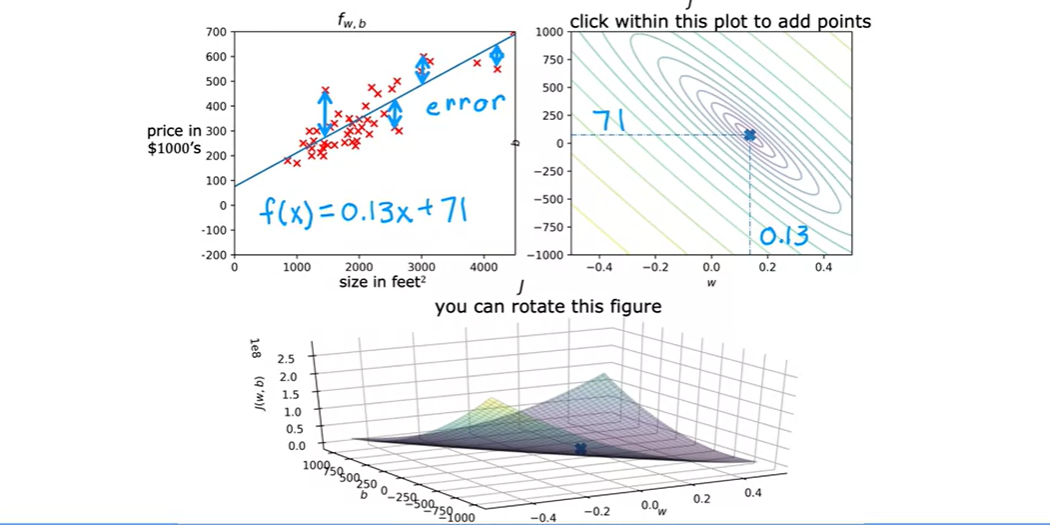 f w,b
700
600
500
400
300
200
100
0
-100
-200
price in
$1000's
error
f(x)=0.13x+71
0 1000 2000 3000 4000
size in feet²
J
click within this plot to add points
1000
750
500
250
0
−250
−500
−750
−1000
b
71
0.13
−0.4 −0.2 0.0 0.2 0.4
w
J
you can rotate this figure
1e8
2.5
2.0
1.5
1.0
0.5
0.0
J(w, b)
1000
750
500
250
0
−250
−500
−750
−1000
b
−0.4 −0.2 0.0 0.2 0.4
w